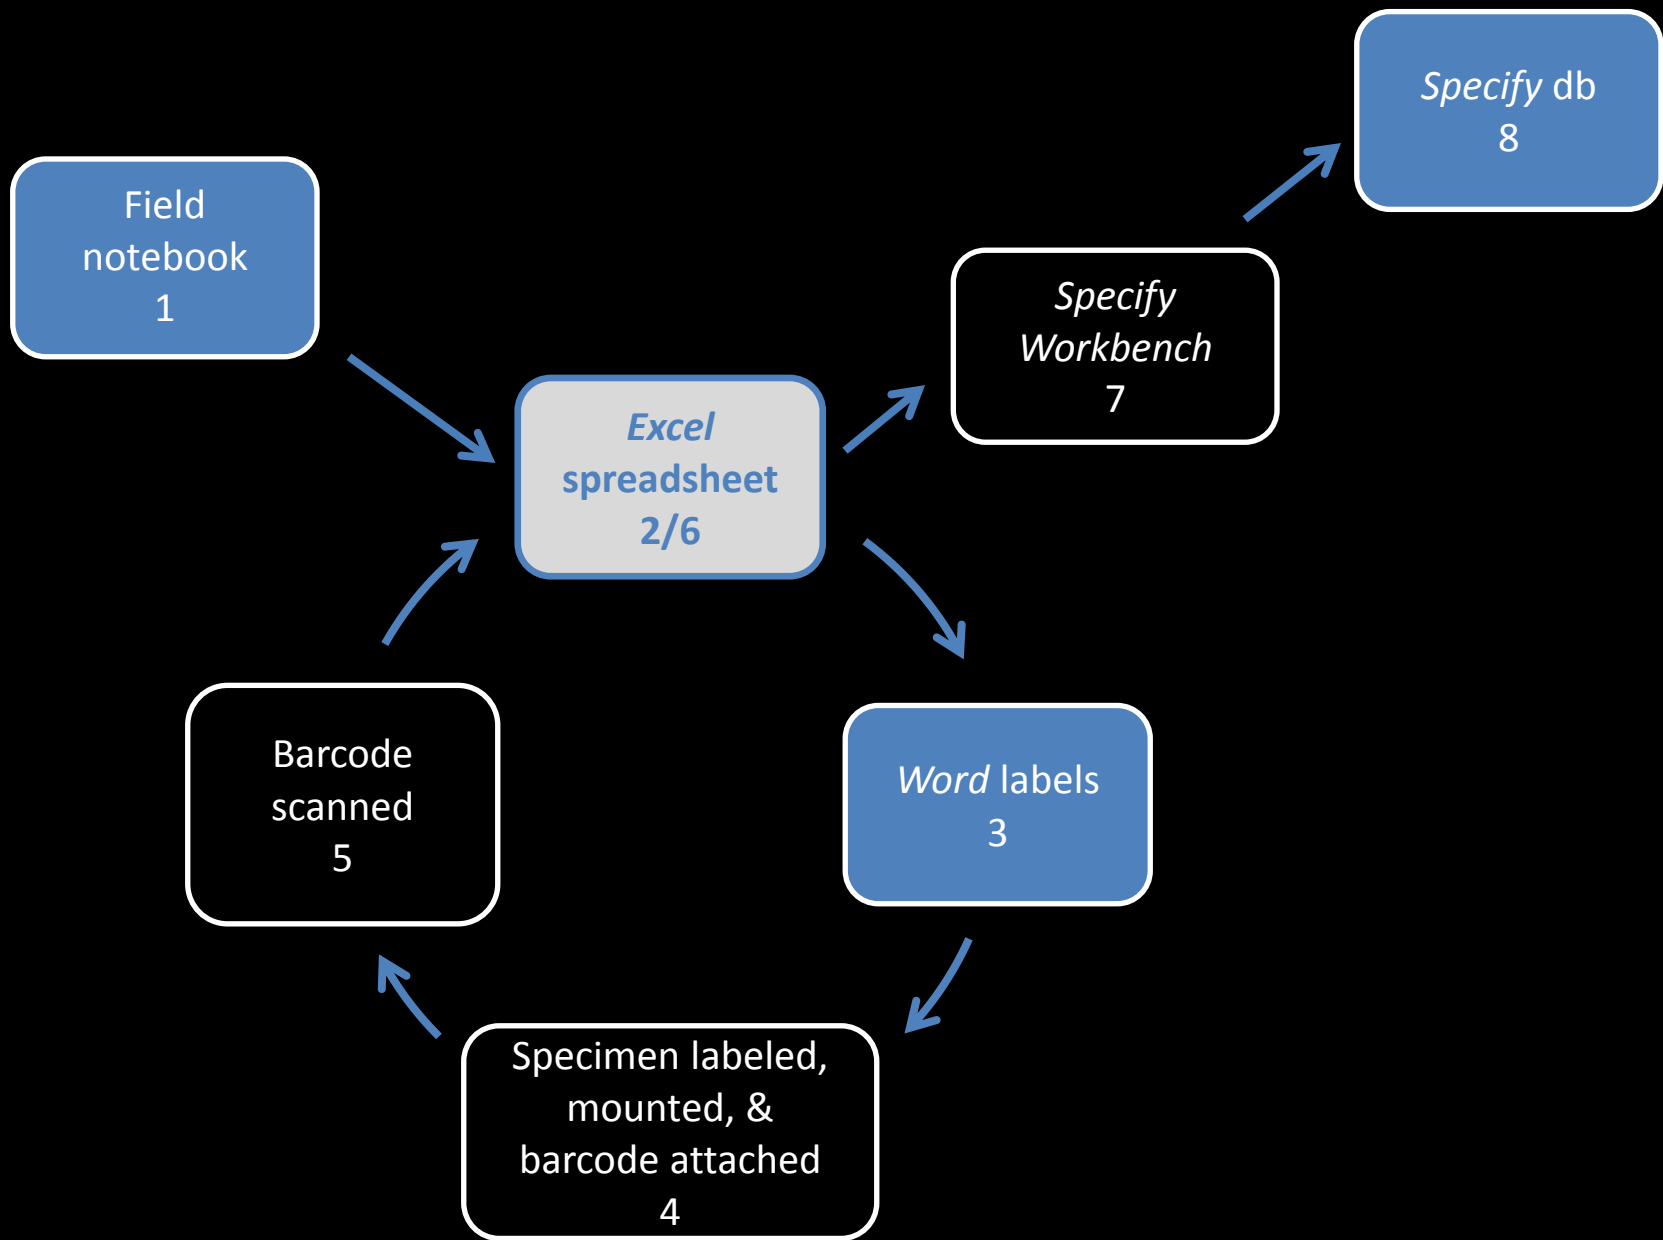 Specify db
8
Field
notebook
1
Specify
Workbench
7
Excel
spreadsheet
2/6
Barcode
scanned
5
Word labels
3
Specimen labeled,
mounted, &
barcode attached
4